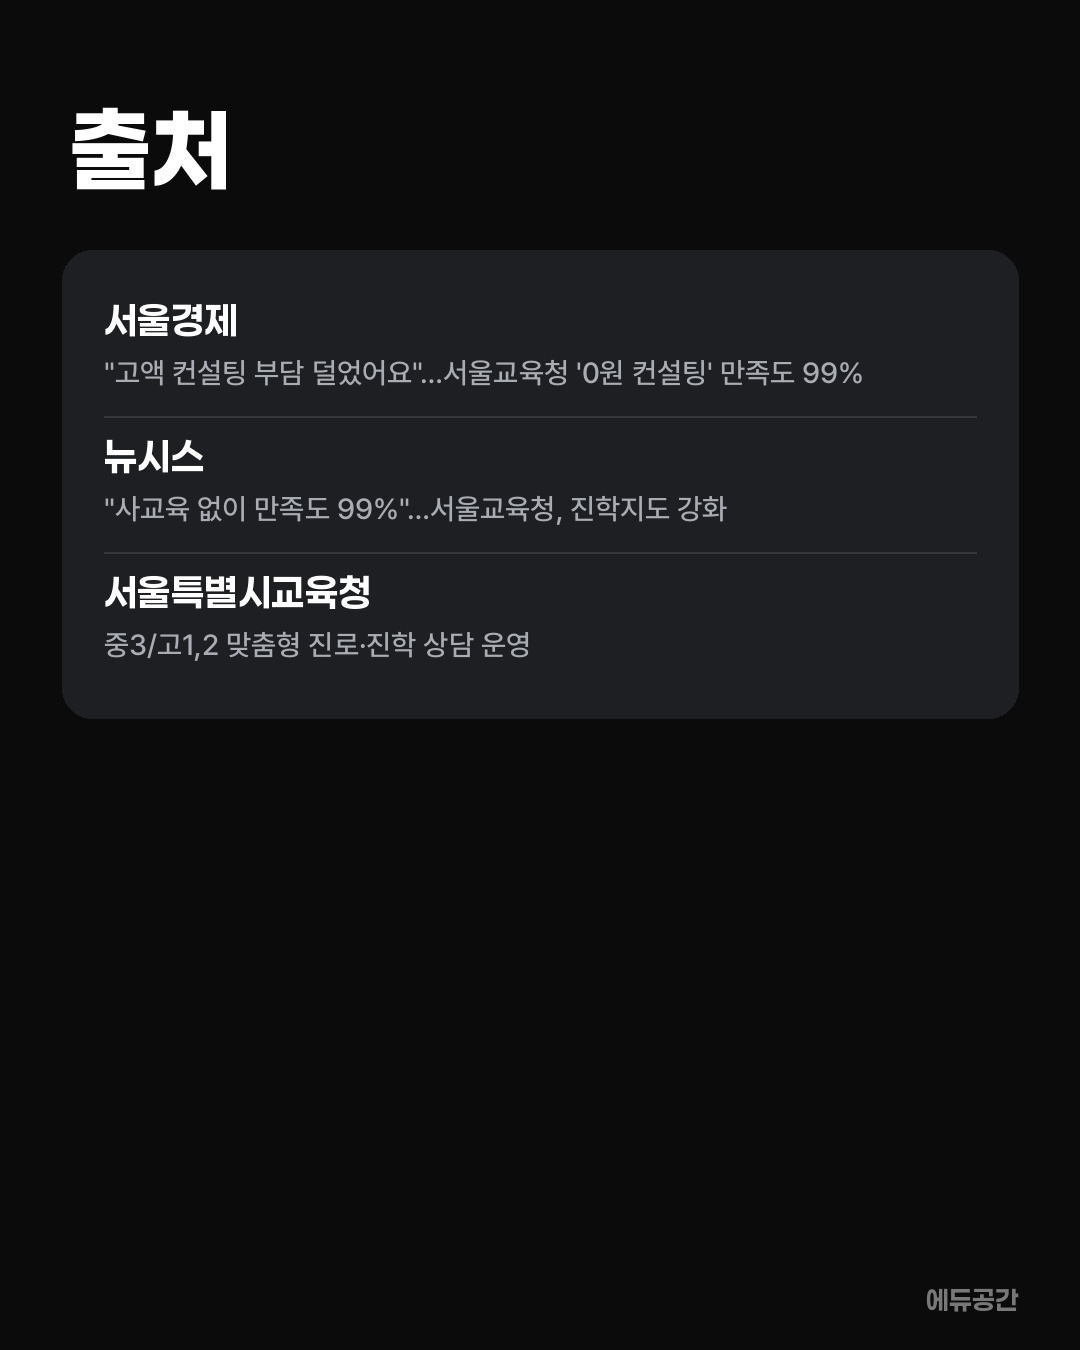 출처
서울경제
"고액 컨설팅 부담 덜었어요"...서울교육청 '0원 컨설팅' 만족도 99%
뉴시스
"사교육 없이 만족도 99%"...서울교육청, 진학지도 강화
서울특별시교육청
중3/고1,2 맞춤형 진로·진학 상담 운영
에듀공간